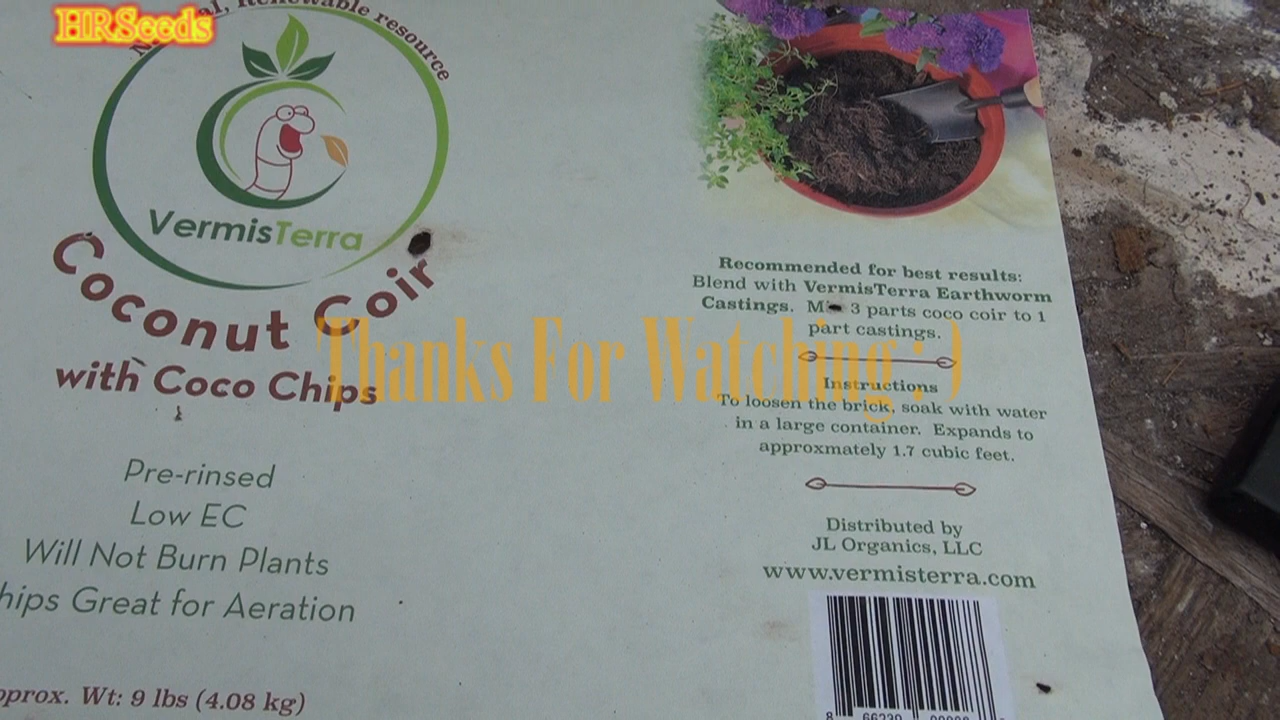 HRSeeds
Renewable resource
VermisTerra
Coconut Coir
with Coco Chips
Pre-rinsed
Low EC
Will Not Burn Plants
Great for Aeration
Wt: 9 lbs (4.08 kg)
Thanks For Watching :)
Recommended for best results:
Blend with VermisTerra Earthworm
Castings. 3 parts coco coir to 1
part castings.
Instructions
To loosen the brick, soak with water
in a large container. Expands to
approxmately 1.7 cubic feet.
Distributed by
JL Organics, LLC
www.vermisterra.com